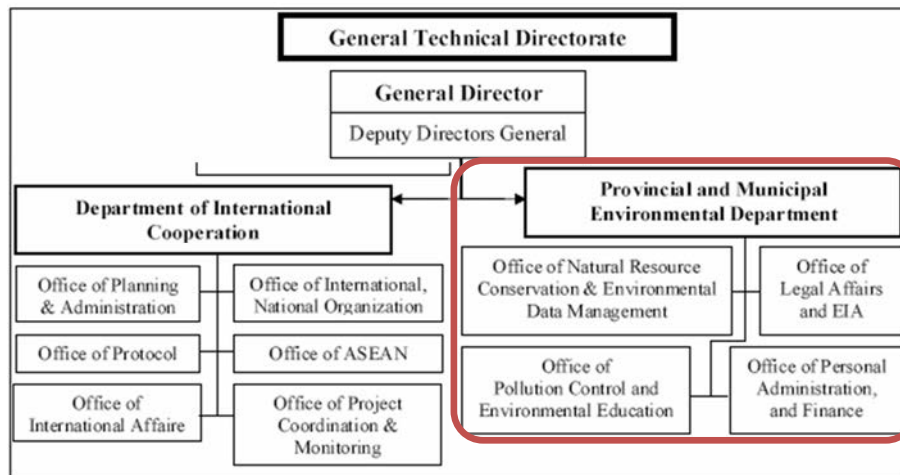 General Technical Directorate
General Director
Deputy Directors General
Department of International
Cooperation
Office of Planning
& Administration
Office of International,
National Organization
Office of Protocol
Office of ASEAN
Office of
International Affaire
Office of Project
Coordination &
Monitoring
Provincial and Municipal
Environmental Department
Office of Natural Resource
Conservation & Environmental
Data Management
Office of
Legal Affairs
and EIA
Office of
Pollution Control and
Environmental Education
Office of Personal
Administration,
and Finance